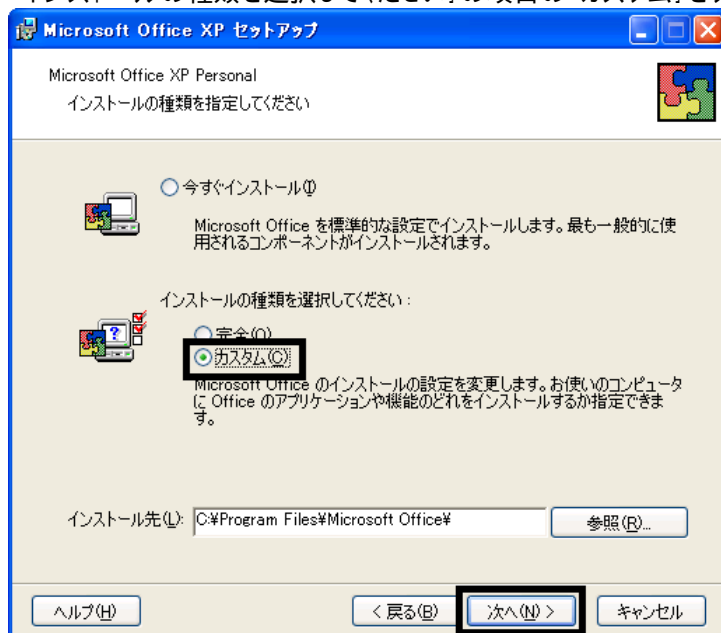 Microsoft Office XP セットアップ
Microsoft Office XP Personal
インストールの種類を指定してください
今すぐインストール(I)
Microsoft Office を標準的な設定でインストールします。最も一般的に使
用されるコンポーネントがインストールされます。
インストールの種類を選択してください :
完全(O)
カスタム(C)
Microsoft Office のインストールの設定を変更します。お使いのコンピュータ
に Office のアプリケーションや機能のどれをインストールするか指定できま
す。
インストール先(L): C:¥Program Files¥Microsoft Office¥ 参照(R)...
ヘルプ(H) < 戻る(B) 次へ(N) > キャンセル